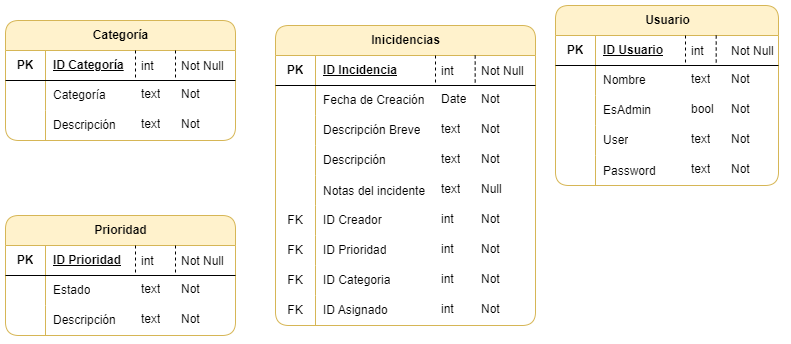 Categoría
PK ID Categoría int Not Null
Categoría text Not
Descripción text Not
Prioridad
PK ID Prioridad int Not Null
Estado text Not
Descripción text Not
Inicidencias
PK ID Incidencia int Not Null
Fecha de Creación Date Not
Descripción Breve text Not
Descripción text Not
Notas del incidente text Null
FK ID Creador int Not
FK ID Prioridad int Not
FK ID Categoria int Not
FK ID Asignado int Not
Usuario
PK ID Usuario int Not Null
Nombre text Not
EsAdmin bool Not
User text Not
Password text Not